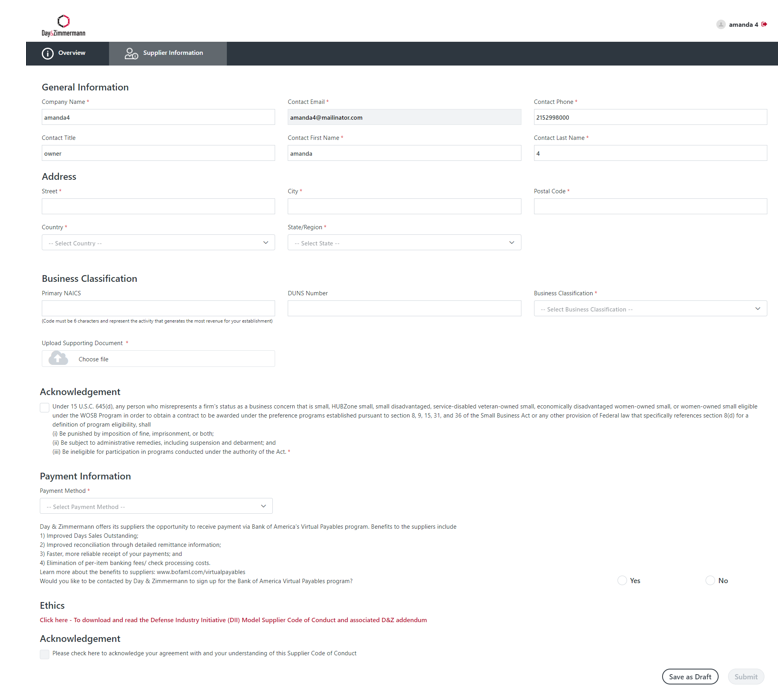 Day&Zimmermann
amanda 4
Overview
Supplier Information
General Information
Company Name *
Contact Email *
Contact Phone *
amanda4
amanda4@mailinator.com
2152998000
Contact Title
Contact First Name *
Contact Last Name *
owner
amanda
4
Address
Street *
City *
Postal Code *
Country *
State/Region *
-- Select Country --
-- Select State --
Business Classification
Primary NAICS
DUNS Number
Business Classification *
-- Select Business Classification --
(Code must be 6 characters and represent the activity that generates the most revenue for your establishment)
Upload Supporting Document *
Choose file
Acknowledgement
Under 15 U.S.C. 645(d), any person who misrepresents a firm's status as a business concern that is small, HUBZone small, small disadvantaged, service-disabled veteran-owned small, economically disadvantaged women-owned small, or women-owned small eligible
under the WOSB Program in order to obtain a contract to be awarded under the preference programs established pursuant to section 8, 9, 15, 31, and 36 of the Small Business Act or any other provision of Federal law that specifically references section 8(d) for a
definition of program eligibility, shall
(i) Be punished by imposition of fine, imprisonment, or both;
(ii) Be subject to administrative remedies, including suspension and debarment; and
(iii) Be ineligible for participation in programs conducted under the authority of the Act. *
Payment Information
Payment Method *
-- Select Payment Method --
Day & Zimmermann offers its suppliers the opportunity to receive payment via Bank of America's Virtual Payables program. Benefits to the suppliers include
1) Improved Days Sales Outstanding;
2) Improved reconciliation through detailed remittance information;
3) Faster, more reliable receipt of your payments; and
4) Elimination of per-item banking fees/ check processing costs.
Learn more about the benefits to suppliers: www.bofaml.com/virtualpayables
Would you like to be contacted by Day & Zimmermann to sign up for the Bank of America Virtual Payables program?
Yes
No
Ethics
Click here - To download and read the Defense Industry Initiative (DII) Model Supplier Code of Conduct and associated D&Z addendum
Acknowledgement
Please check here to acknowledge your agreement with and your understanding of this Supplier Code of Conduct
Save as Draft
Submit